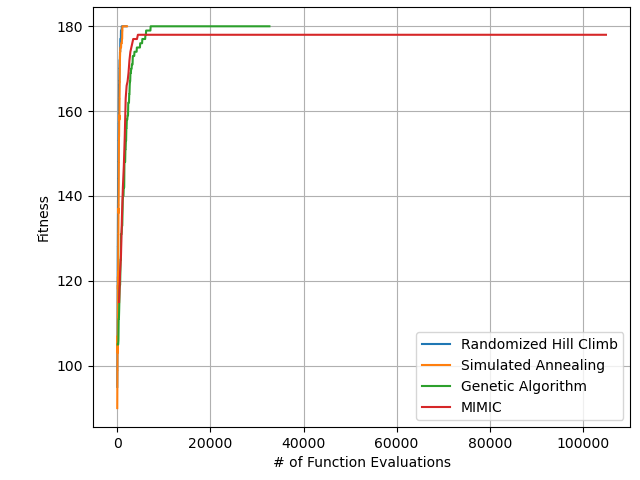 180
160
140
120
100
Fitness
0 20000 40000 60000 80000 100000
# of Function Evaluations
Randomized Hill Climb
Simulated Annealing
Genetic Algorithm
MIMIC